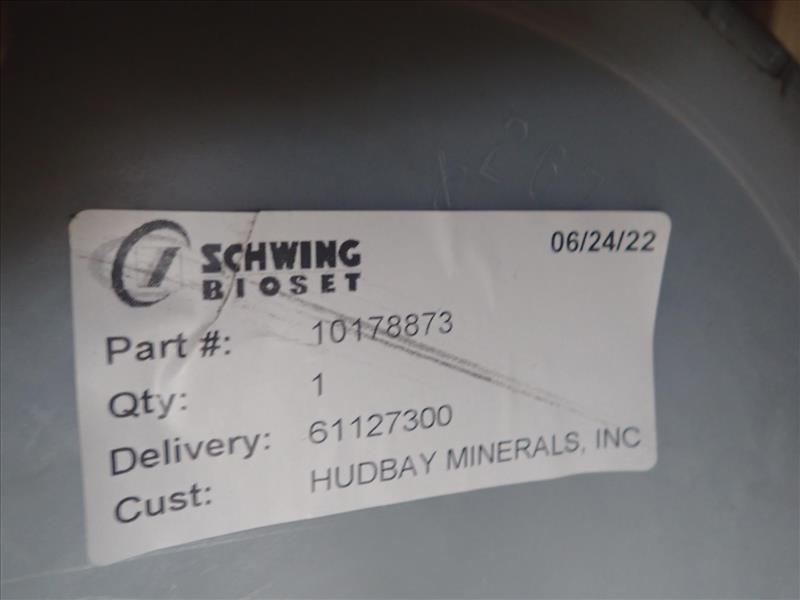 SCHWING
BIOSET
06/24/22
Part #: 10178873
Qty: 1
Delivery: 61127300
Cust: HUDBAY MINERALS, INC